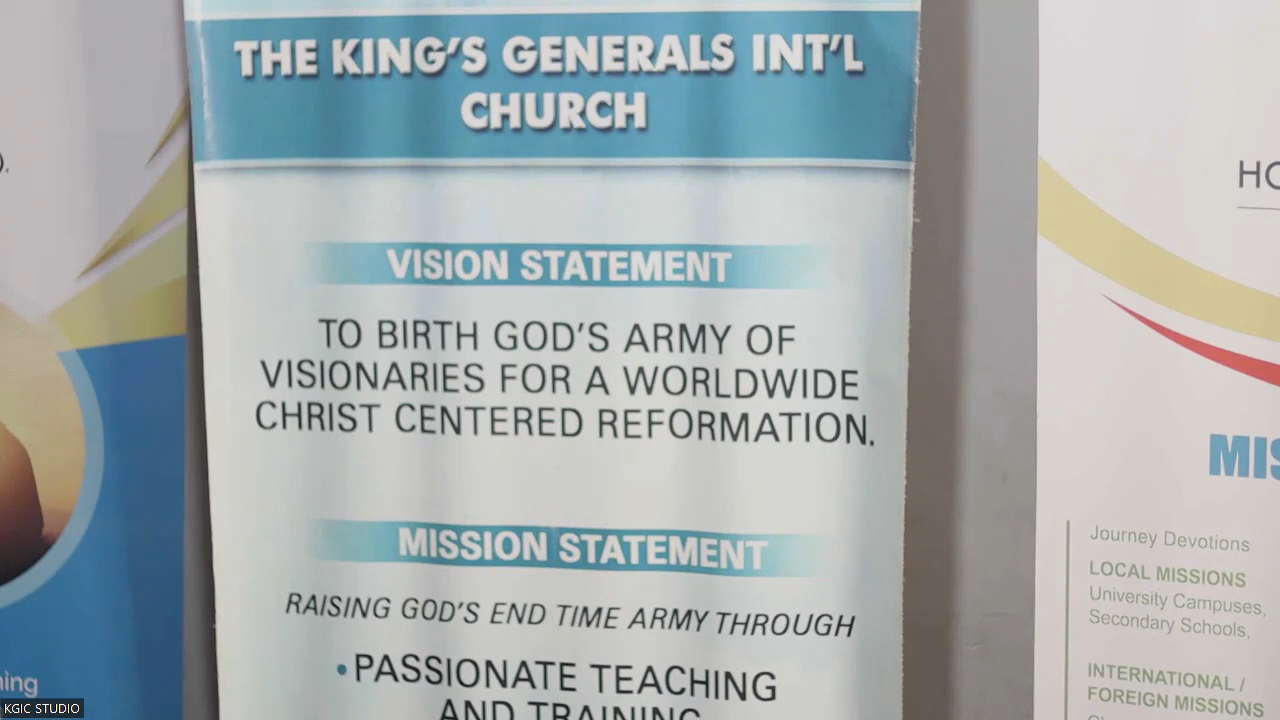 THE KING'S GENERALS INT'L
CHURCH
VISION STATEMENT
TO BIRTH GOD'S ARMY OF
VISIONARIES FOR A WORLDWIDE
CHRIST CENTERED REFORMATION.
MISSION STATEMENT
RAISING GOD'S END TIME ARMY THROUGH
•PASSIONATE TEACHING
AND TRAINING
Journey Devotions
LOCAL MISSIONS
University Campuses,
Secondary Schools,
INTERNATIONAL /
FOREIGN MISSIONS
KGIC STUDIO